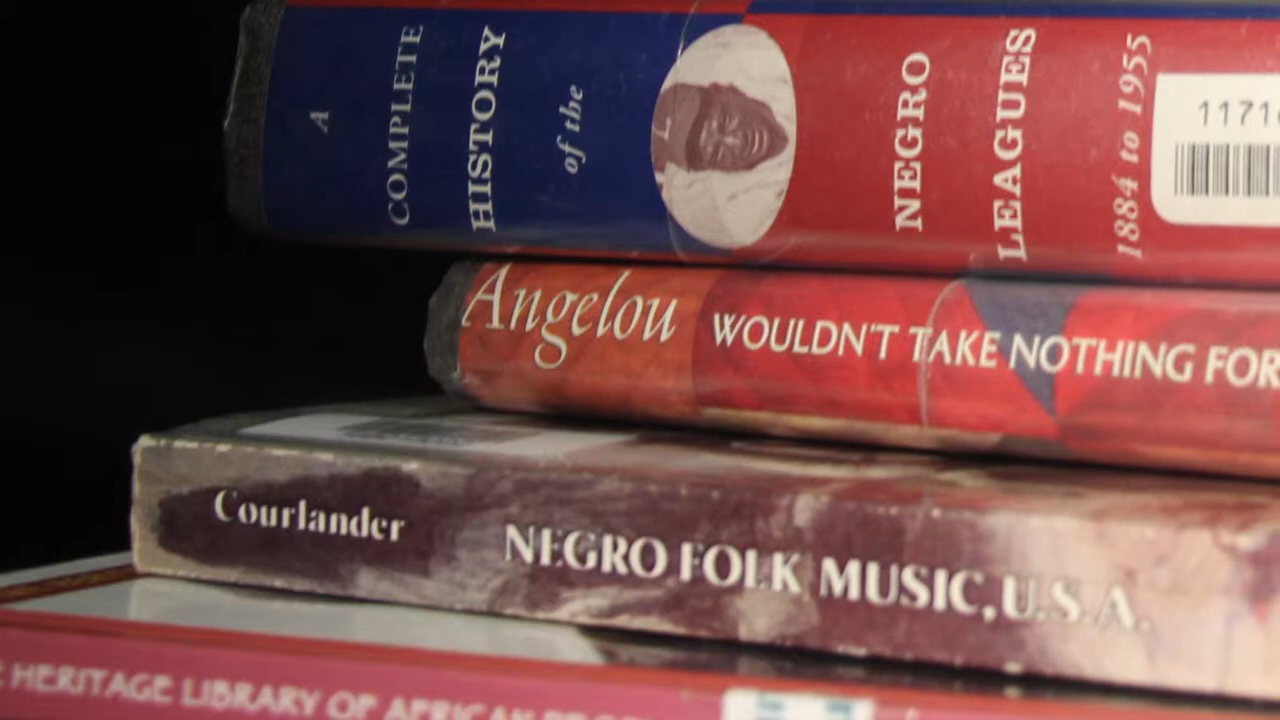 A COMPLETE HISTORY of the NEGRO LEAGUES 1884 to 1955
1171
Angelou WOULDN'T TAKE NOTHING FOR
Courlander NEGRO FOLK MUSIC, U.S.A.
HERITAGE LIBRARY OF AFRICAN